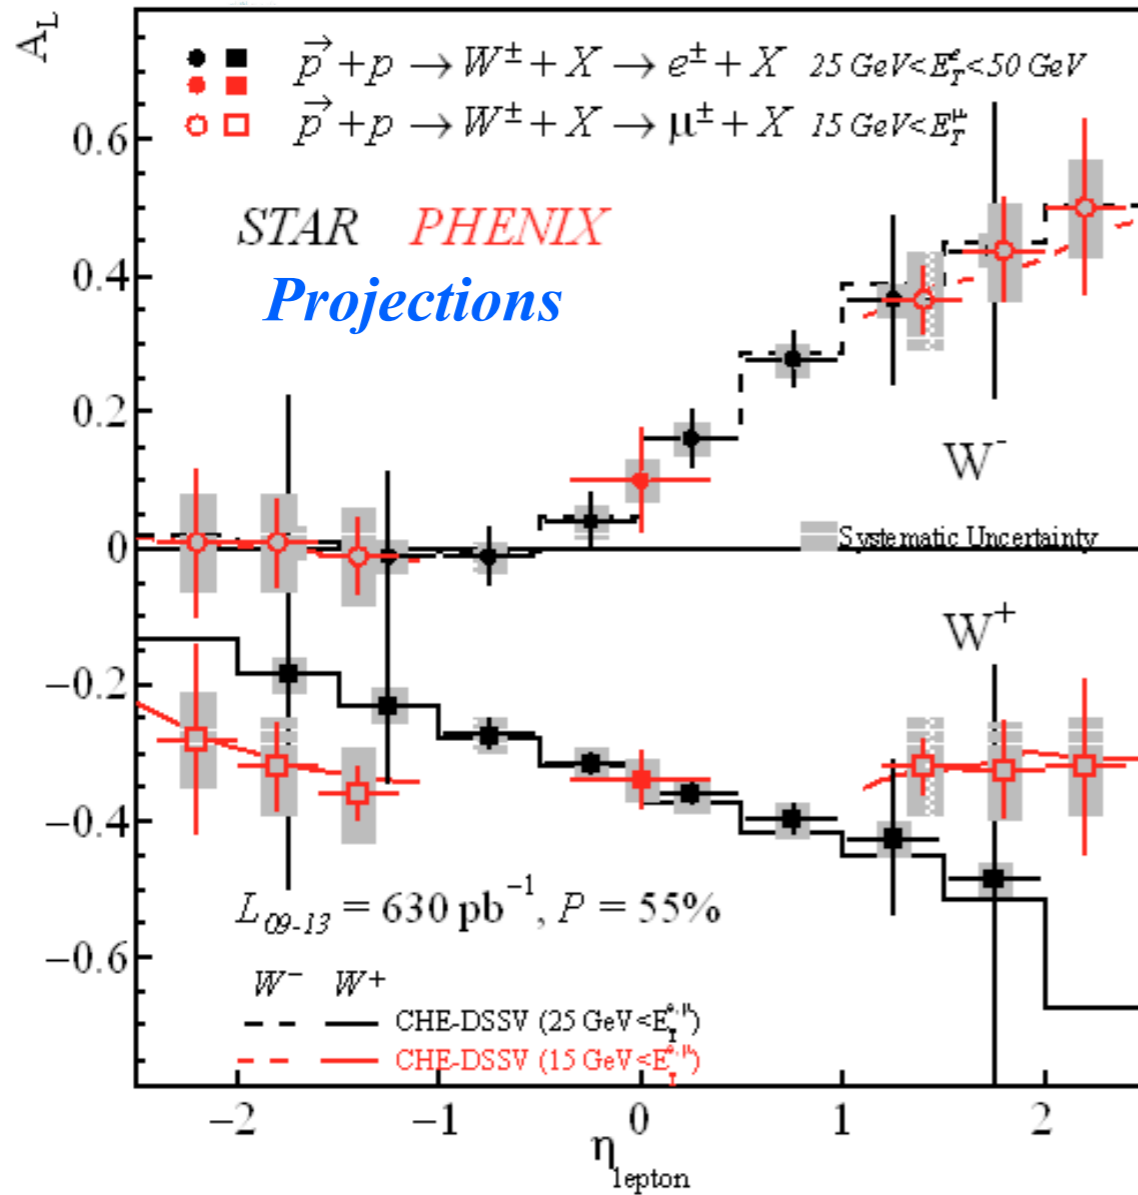 A_L
p⃗ + p → W± + X → e± + X 25 GeV<E_T^e<50 GeV
p⃗ + p → W± + X → μ± + X 15 GeV<E_T^μ
0.6
STAR PHENIX
Projections
0.4
0.2
W⁻
0
Systematic Uncertainty
W⁺
−0.2
−0.4
L_09-13 = 630 pb⁻¹, P = 55%
−0.6
W⁻ W⁺
CHE-DSSV (25 GeV<E_T^e,μ)
CHE-DSSV (15 GeV<E_T^e,μ)
−2 −1 0 1 2
η_lepton